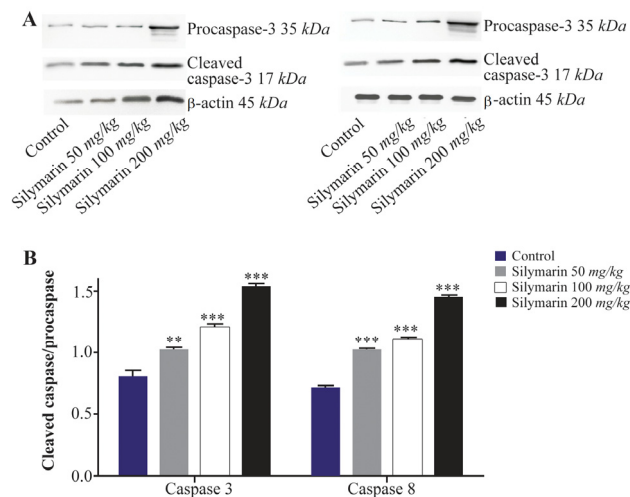 A
Procaspase-3 35 kDa
Cleaved
caspase-3 17 kDa
β-actin 45 kDa
Control
Silymarin 50 mg/kg
Silymarin 100 mg/kg
Silymarin 200 mg/kg
Procaspase-3 35 kDa
Cleaved
caspase-3 17 kDa
β-actin 45 kDa
Control
Silymarin 50 mg/kg
Silymarin 100 mg/kg
Silymarin 200 mg/kg
B
Control
Silymarin 50 mg/kg
Silymarin 100 mg/kg
Silymarin 200 mg/kg
Cleaved caspase/procaspase
1.5
1.0
0.5
0.0
**
***
***
***
***
***
Caspase 3
Caspase 8